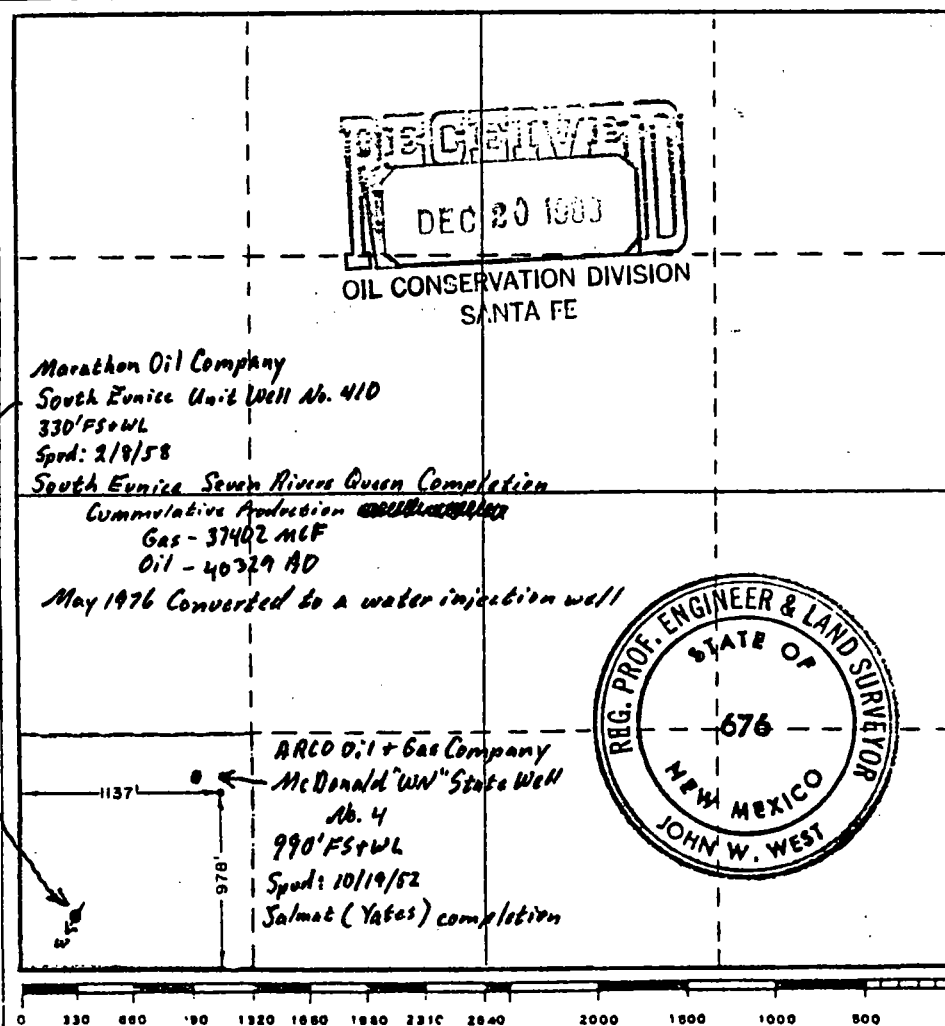 RECEIVED
DEC 20 1983
OIL CONSERVATION DIVISION
SANTA FE
Marathon Oil Company
South Eunice Unit Well No. 410
330' FS+WL
Spud: 2/8/58
South Eunice Seven Rivers Queen Completion
Cummulative Production
Gas - 37402 MCF
Oil - 40329 BO
May 1976 Converted to a water injection well
REG. PROF. ENGINEER & LAND SURVEYOR
STATE OF
676
NEW MEXICO
JOHN W. WEST
ARCO Oil + Gas Company
McDonald "WN" State Well
No. 4
990' FS+WL
Spud: 10/19/52
Jalmat (Yates) completion
1137'
978'
0 330 660 '90 1320 1650 1980 2310 2640 2000 1500 1000 500